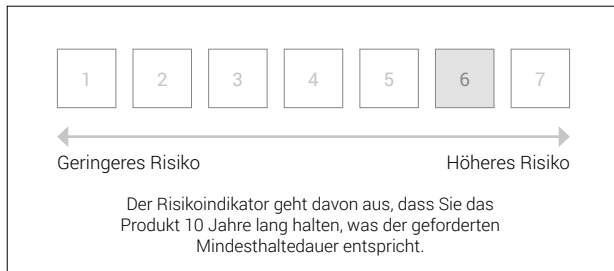 1 2 3 4 5 6 7
Geringeres Risiko Höheres Risiko
Der Risikoindikator geht davon aus, dass Sie das
Produkt 10 Jahre lang halten, was der geforderten
Mindesthaltedauer entspricht.